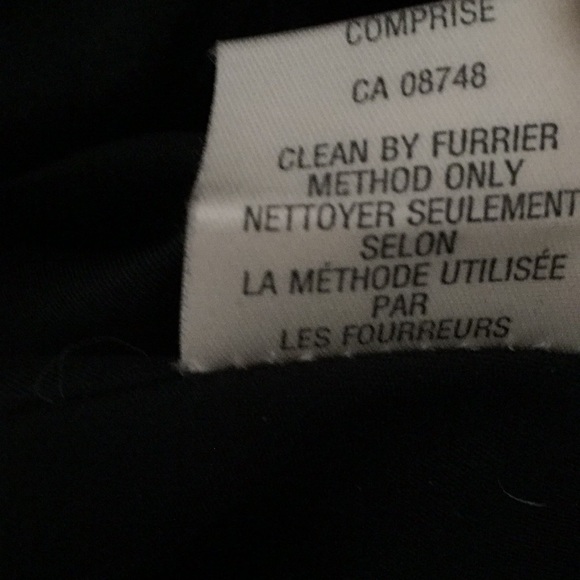 COMPRISE
CA 08748
CLEAN BY FURRIER
METHOD ONLY
NETTOYER SEULEMENT
SELON
LA MÉTHODE UTILISÉE
PAR
LES FOURREURS